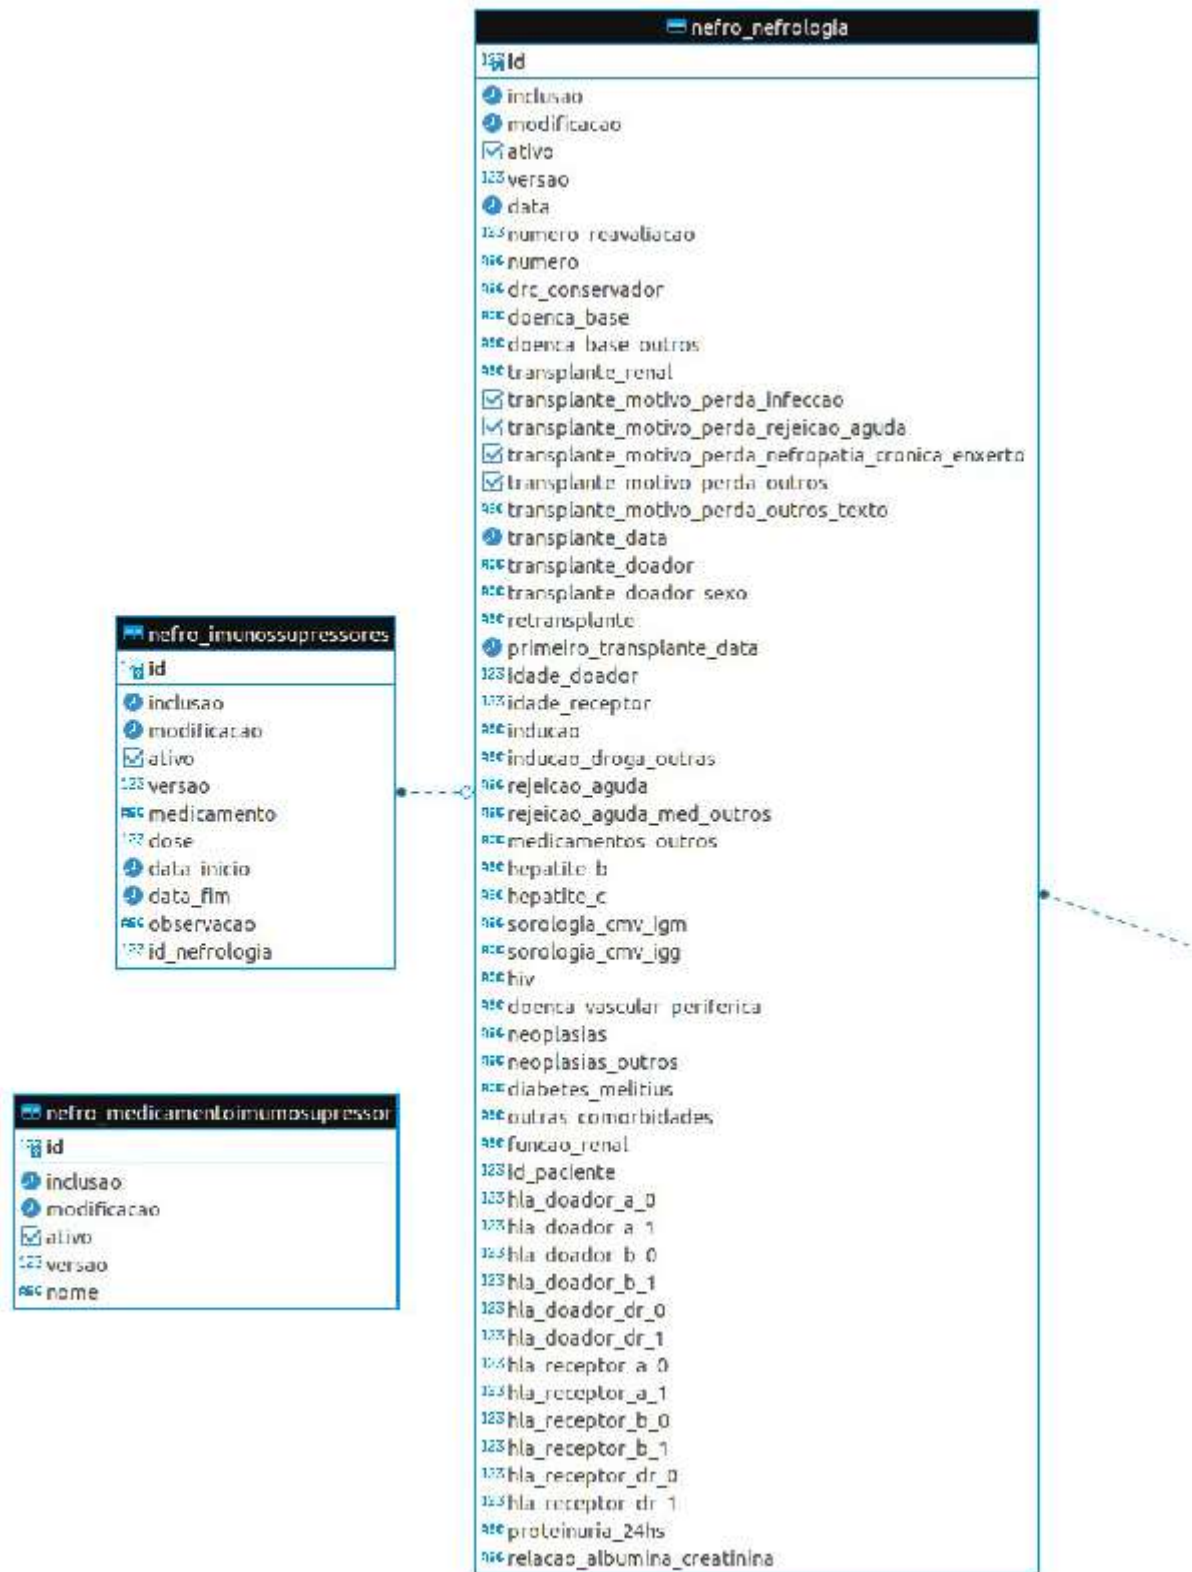 nefro_nefrologia
id
inclusao
modificacao
ativo
versao
data
numero_reavaliacao
numero
drc_conservador
doenca_base
doenca_base_outros
transplante_renal
transplante_motivo_perda_infeccao
transplante_motivo_perda_rejeicao_aguda
transplante_motivo_perda_nefropatia_cronica_enxerto
transplante_motivo_perda_outros
transplante_motivo_perda_outros_texto
transplante_data
transplante_doador
transplante_doador_sexo
retransplante
primeiro_transplante_data
idade_doador
idade_receptor
inducao
inducao_droga_outras
rejeicao_aguda
rejeicao_aguda_med_outros
medicamentos_outros
hepatite_b
hepatite_c
sorologia_cmv_igm
sorologia_cmv_igg
hiv
doenca_vascular_periferica
neoplasias
neoplasias_outros
diabetes_melitius
outras_comorbidades
funcao_renal
id_paciente
hla_doador_a_0
hla_doador_a_1
hla_doador_b_0
hla_doador_b_1
hla_doador_dr_0
hla_doador_dr_1
hla_receptor_a_0
hla_receptor_a_1
hla_receptor_b_0
hla_receptor_b_1
hla_receptor_dr_0
hla_receptor_dr_1
proteinuria_24hs
relacao_albumina_creatinina
nefro_imunossupressores
id
inclusao
modificacao
ativo
versao
medicamento
dose
data_inicio
data_fim
observacao
id_nefrologia
nefro_medicamentoimumosupressor
id
inclusao
modificacao
ativo
versao
nome